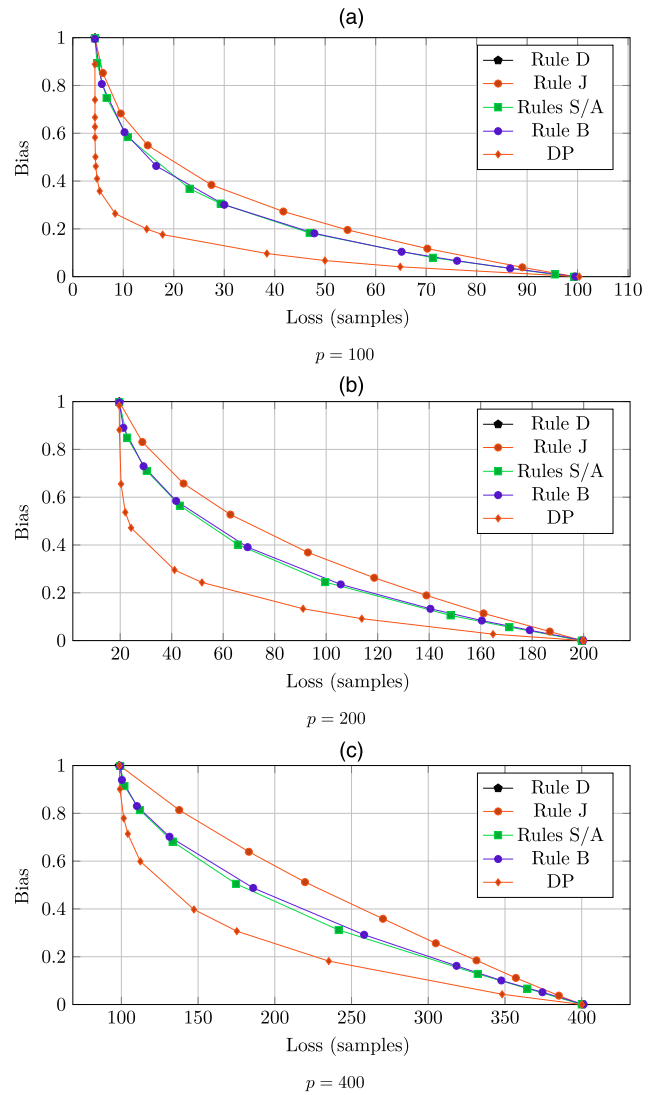 (a)
1
0.8
0.6
0.4
0.2
0
Bias
Rule D
Rule J
Rules S/A
Rule B
DP
0 10 20 30 40 50 60 70 80 90 100 110
Loss (samples)
p = 100
(b)
1
0.8
0.6
0.4
0.2
0
Bias
Rule D
Rule J
Rules S/A
Rule B
DP
20 40 60 80 100 120 140 160 180 200
Loss (samples)
p = 200
(c)
1
0.8
0.6
0.4
0.2
0
Bias
Rule D
Rule J
Rules S/A
Rule B
DP
100 150 200 250 300 350 400
Loss (samples)
p = 400